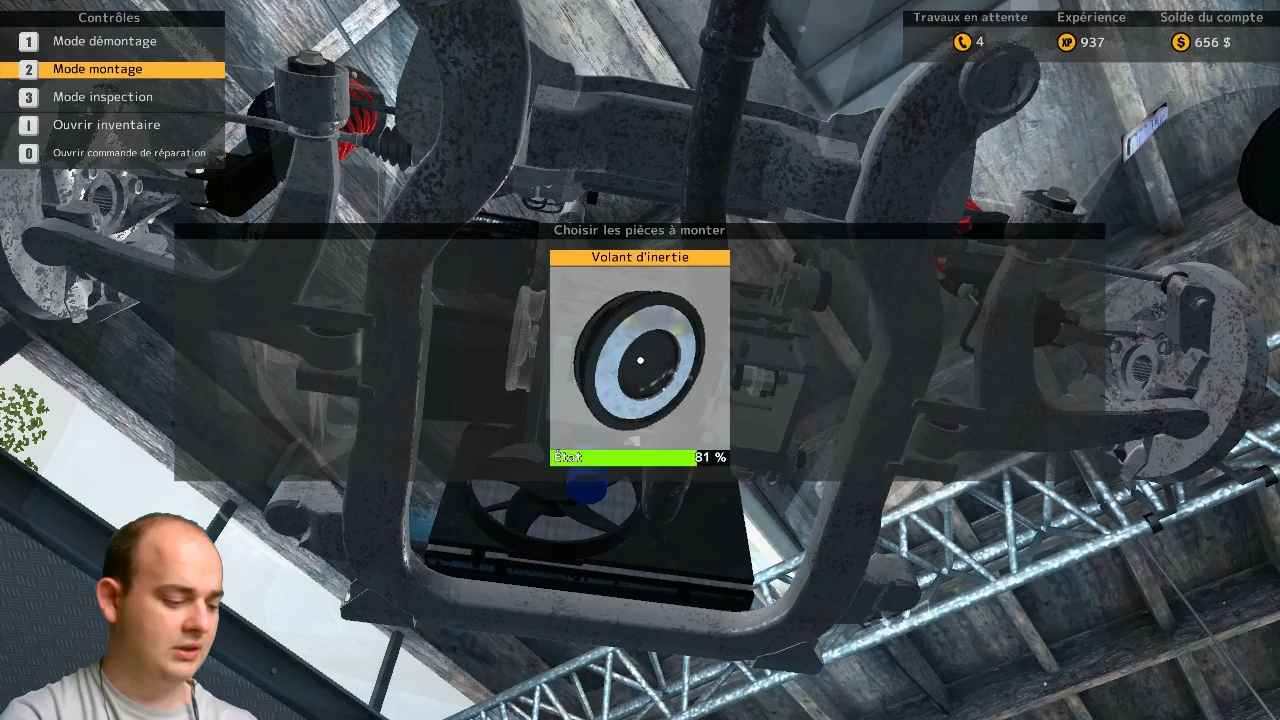 Contrôles
1 Mode démontage
2 Mode montage
3 Mode inspection
I Ouvrir inventaire
O Ouvrir commande de réparation
Travaux en attente Expérience Solde du compte
4 XP 937 $ 656 $
Choisir les pièces à monter
Volant d'inertie
État 81 %